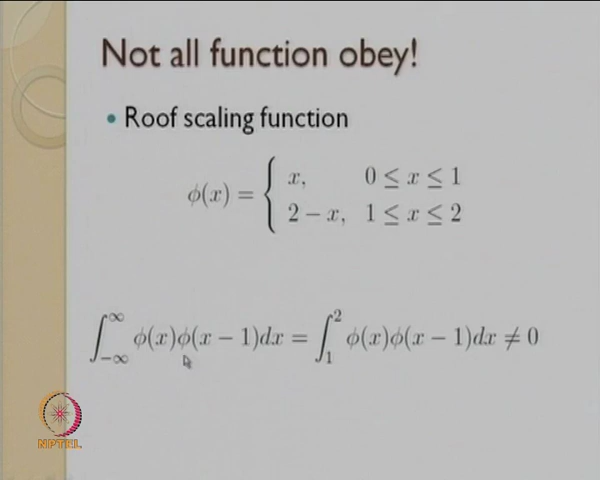 Not all function obey!
• Roof scaling function
ϕ(x) = { x, 0 ≤ x ≤ 1
2 − x, 1 ≤ x ≤ 2
∫_{−∞}^{∞} ϕ(x)ϕ(x − 1)dx = ∫_1^2 ϕ(x)ϕ(x − 1)dx ≠ 0
NPTEL